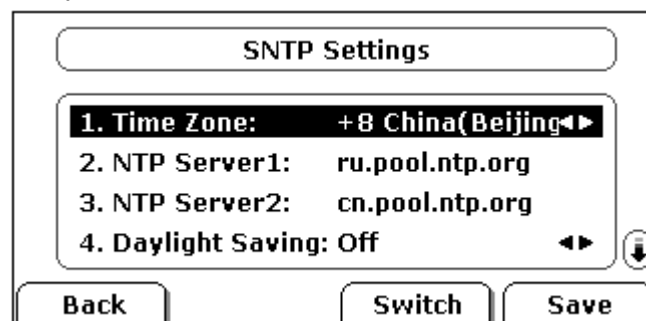 SNTP Settings
1. Time Zone: +8 China(Beijing
2. NTP Server1: ru.pool.ntp.org
3. NTP Server2: cn.pool.ntp.org
4. Daylight Saving: Off
Back Switch Save